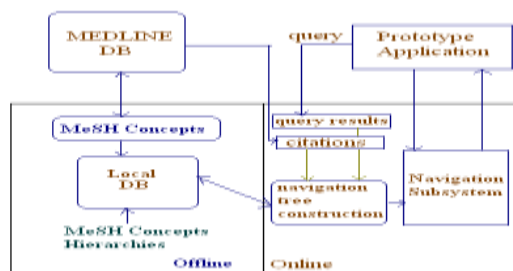 MEDLINE
DB
query
Prototype
Application
MeSH Concepts
query results
citations
Local
DB
navigation
tree
construction
Navigation
Subsystem
MeSH Concepts
Hierarchies
Offline
Online